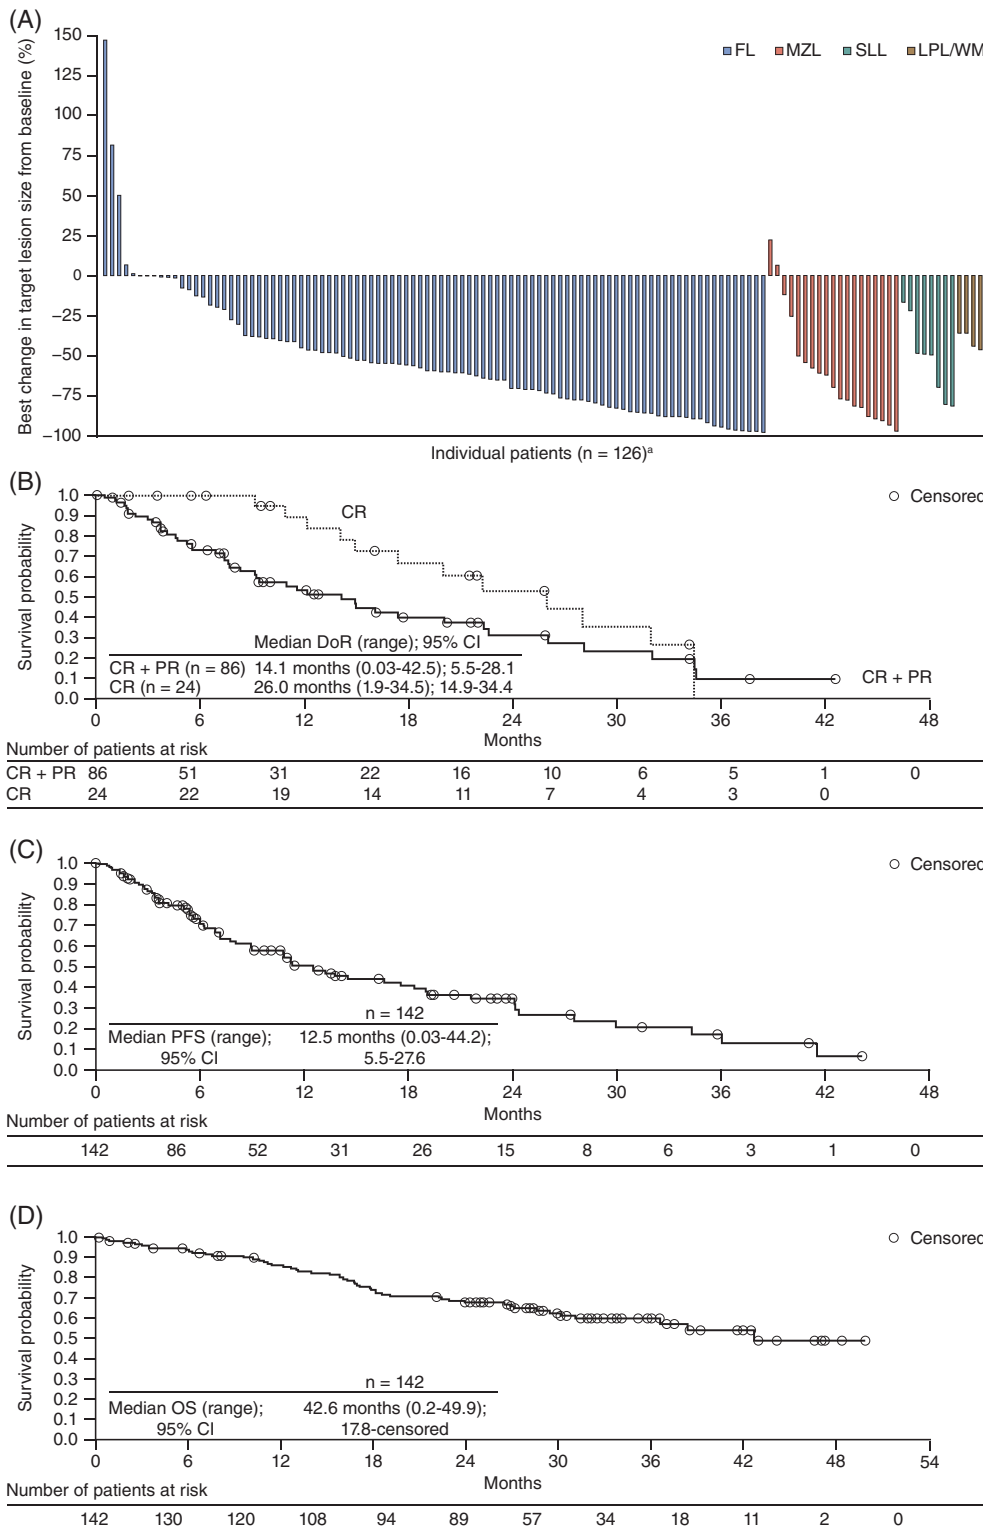 (A)
Best change in target lesion size from baseline (%)
150
125
100
75
50
25
0
−25
−50
−75
−100
FL MZL SLL LPL/WM
Individual patients (n = 126)a
(B)
Survival probability
1.0
0.9
0.8
0.7
0.6
0.5
0.4
0.3
0.2
0.1
0.0
Censored
CR
CR + PR
Median DoR (range); 95% CI
CR + PR (n = 86) 14.1 months (0.03-42.5); 5.5-28.1
CR (n = 24) 26.0 months (1.9-34.5); 14.9-34.4
0 6 12 18 24 30 36 42 48
Months
Number of patients at risk
CR + PR 86 51 31 22 16 10 6 5 1 0
CR 24 22 19 14 11 7 4 3 0
(C)
Survival probability
1.0
0.9
0.8
0.7
0.6
0.5
0.4
0.3
0.2
0.1
0.0
Censored
n = 142
Median PFS (range); 12.5 months (0.03-44.2);
95% CI 5.5-27.6
0 6 12 18 24 30 36 42 48
Months
Number of patients at risk
142 86 52 31 26 15 8 6 3 1 0
(D)
Survival probability
1.0
0.9
0.8
0.7
0.6
0.5
0.4
0.3
0.2
0.1
0.0
Censored
n = 142
Median OS (range); 42.6 months (0.2-49.9);
95% CI 17.8-censored
0 6 12 18 24 30 36 42 48 54
Months
Number of patients at risk
142 130 120 108 94 89 57 34 18 11 2 0